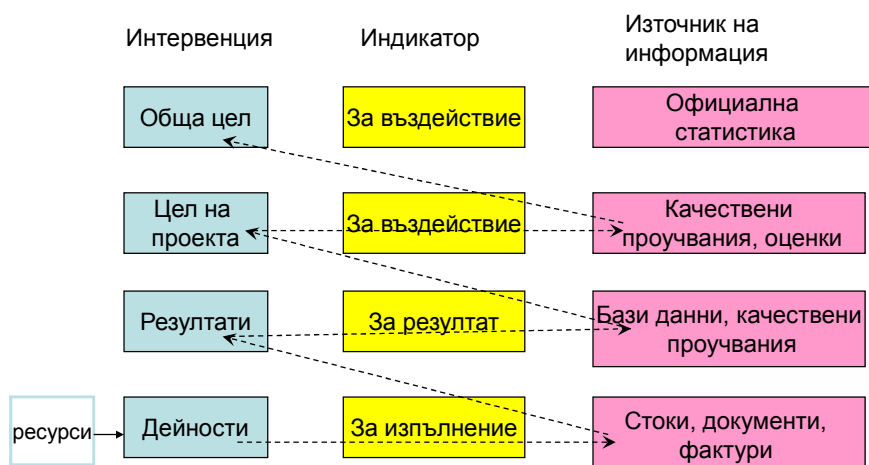 Интервенция
Индикатор
Източник на
информация
Обща цел
За въздействие
Официална
статистика
Цел на
проекта
За въздействие
Качествени
проучвания, оценки
Резултати
За резултат
Бази данни, качествени
проучвания
ресурси
Дейности
За изпълнение
Стоки, документи,
фактури